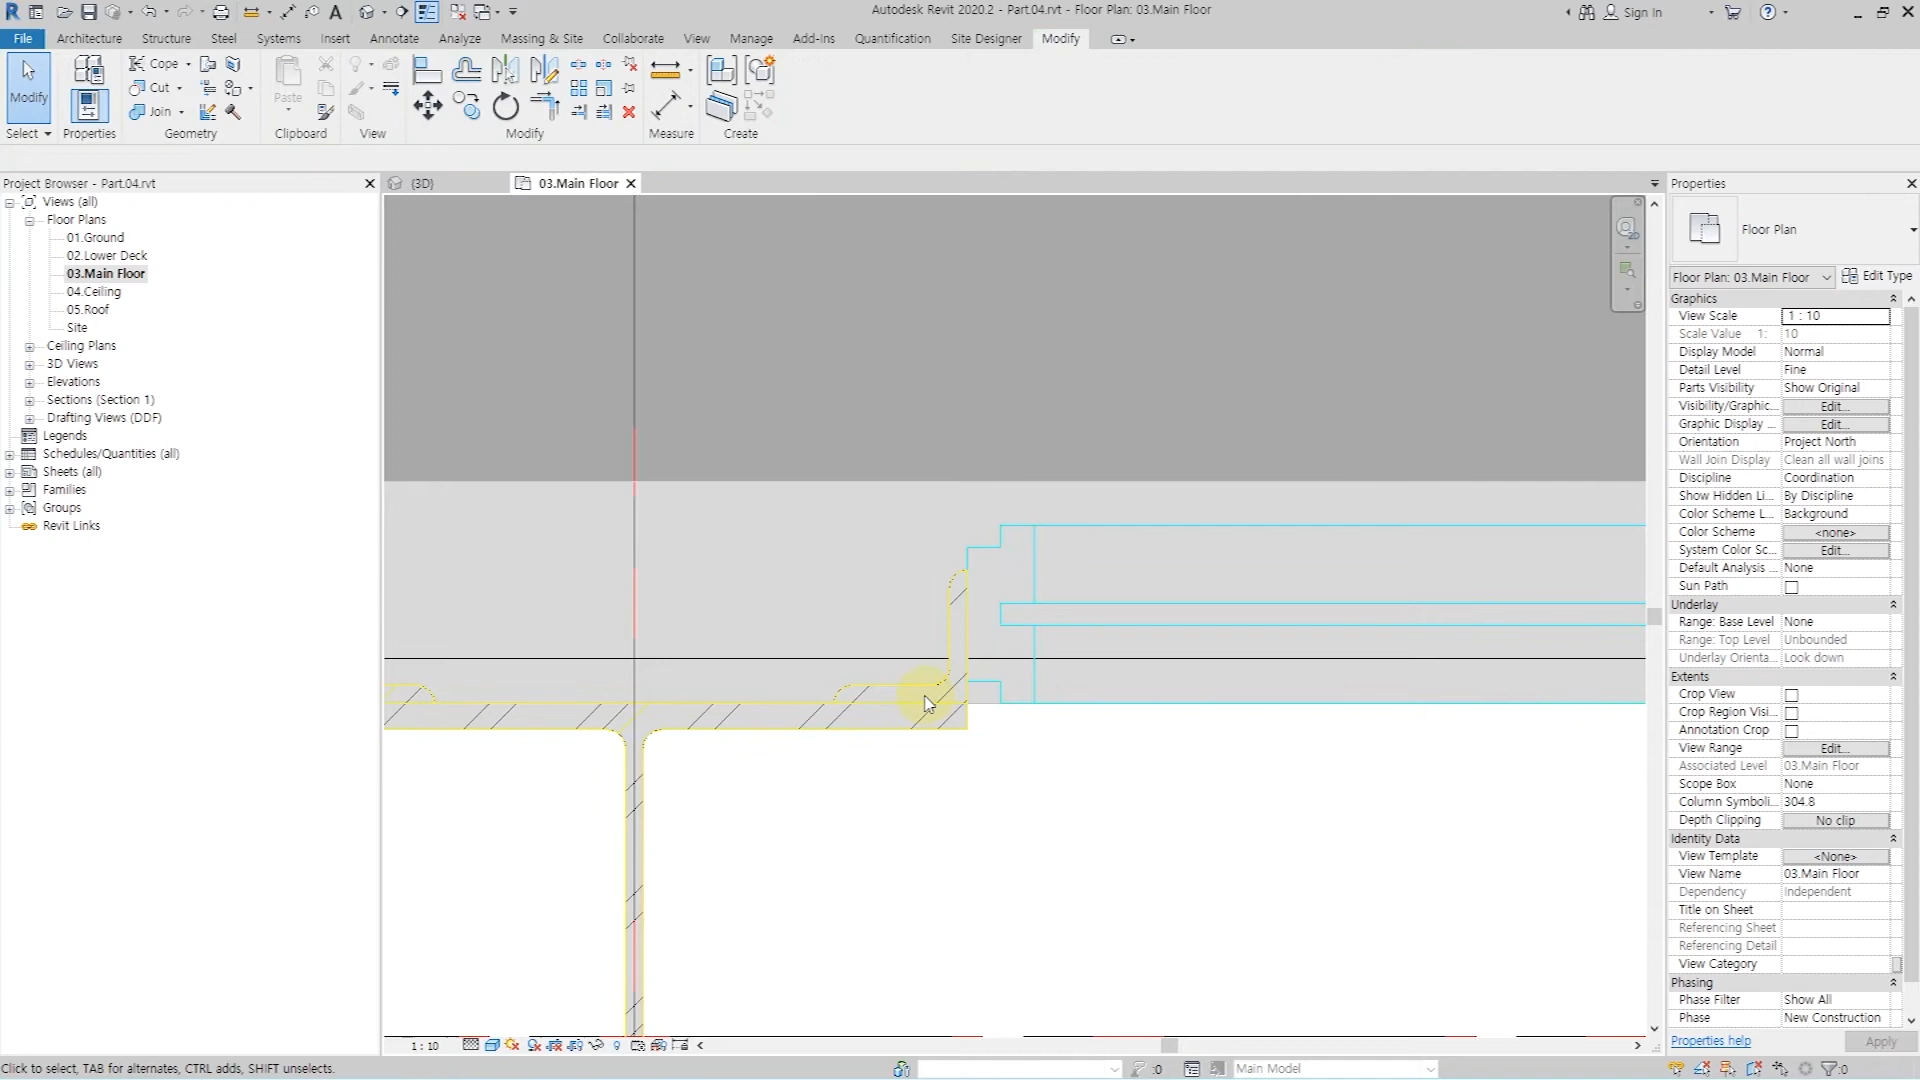 Autodesk Revit 2020.2 - Part.04.rvt - Floor Plan: 03.Main Floor
Sign In
File Architecture Structure Steel Systems Insert Annotate Analyze Massing & Site Collaborate View Manage Add-Ins Quantification Site Designer Modify
Modify
Cope
Cut
Join
Paste
Select Properties Geometry Clipboard View Modify Measure Create
Project Browser - Part.04.rvt
Views (all)
Floor Plans
01.Ground
02.Lower Deck
03.Main Floor
04.Ceiling
05.Roof
Site
Ceiling Plans
3D Views
Elevations
Sections (Section 1)
Drafting Views (DDF)
Legends
Schedules/Quantities (all)
Sheets (all)
Families
Groups
Revit Links
{3D}
03.Main Floor
2D
Properties
Floor Plan
Floor Plan: 03.Main Floor Edit Type
Graphics
View Scale 1 : 10
Scale Value 1: 10
Display Model Normal
Detail Level Fine
Parts Visibility Show Original
Visibility/Graphic... Edit...
Graphic Display ... Edit...
Orientation Project North
Wall Join Display Clean all wall joins
Discipline Coordination
Show Hidden Li... By Discipline
Color Scheme L... Background
Color Scheme <none>
System Color Sc... Edit...
Default Analysis ... None
Sun Path
Underlay
Range: Base Level None
Range: Top Level Unbounded
Underlay Orienta... Look down
Extents
Crop View
Crop Region Visi...
Annotation Crop
View Range Edit...
Associated Level 03.Main Floor
Scope Box None
Column Symboli... 304.8
Depth Clipping No clip
Identity Data
View Template <None>
View Name 03.Main Floor
Dependency Independent
Title on Sheet
Referencing Sheet
Referencing Detail
View Category
Phasing
Phase Filter Show All
Phase New Construction
Properties help
Apply
1 : 10
Click to select, TAB for alternates, CTRL adds, SHIFT unselects.
:0
Main Model
:0